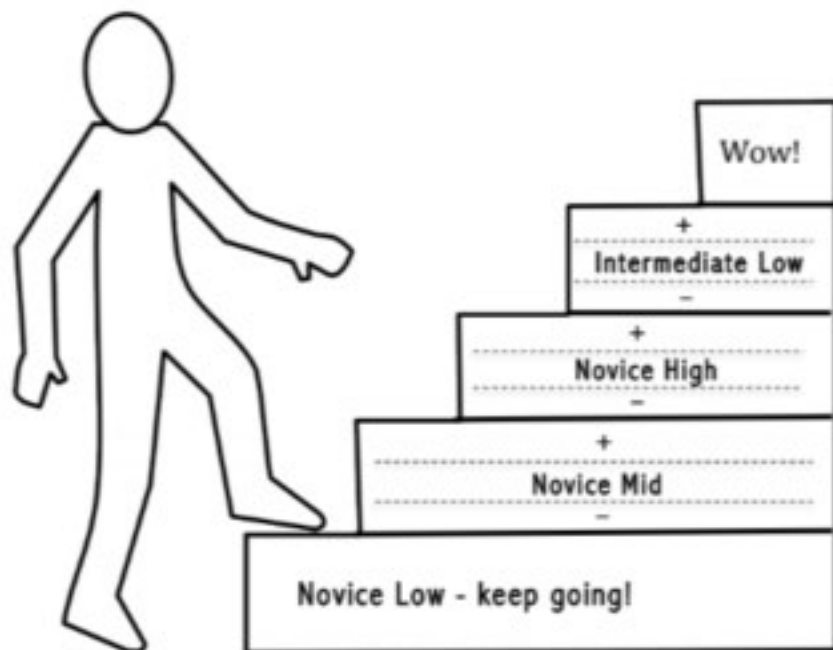 Wow!
+
Intermediate Low
-
+
Novice High
-
+
Novice Mid
-
Novice Low - keep going!